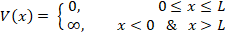 V(x) = { 0, 0 ≤ x ≤ L
∞, x < 0 & x > L